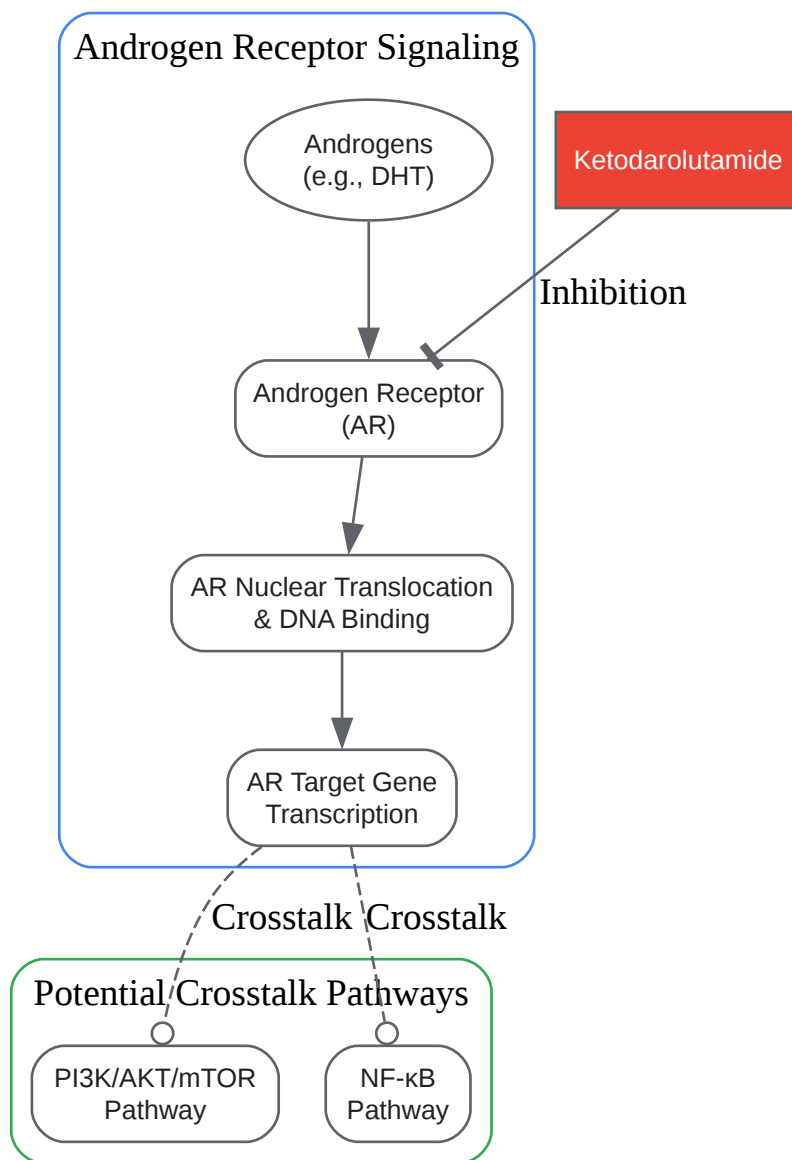 Androgen Receptor Signaling
Androgens
(e.g., DHT)
Ketodarolutamide
Inhibition
Androgen Receptor
(AR)
AR Nuclear Translocation
& DNA Binding
AR Target Gene
Transcription
Crosstalk
Crosstalk
Potential Crosstalk Pathways
PI3K/AKT/mTOR
Pathway
NF-κB
Pathway